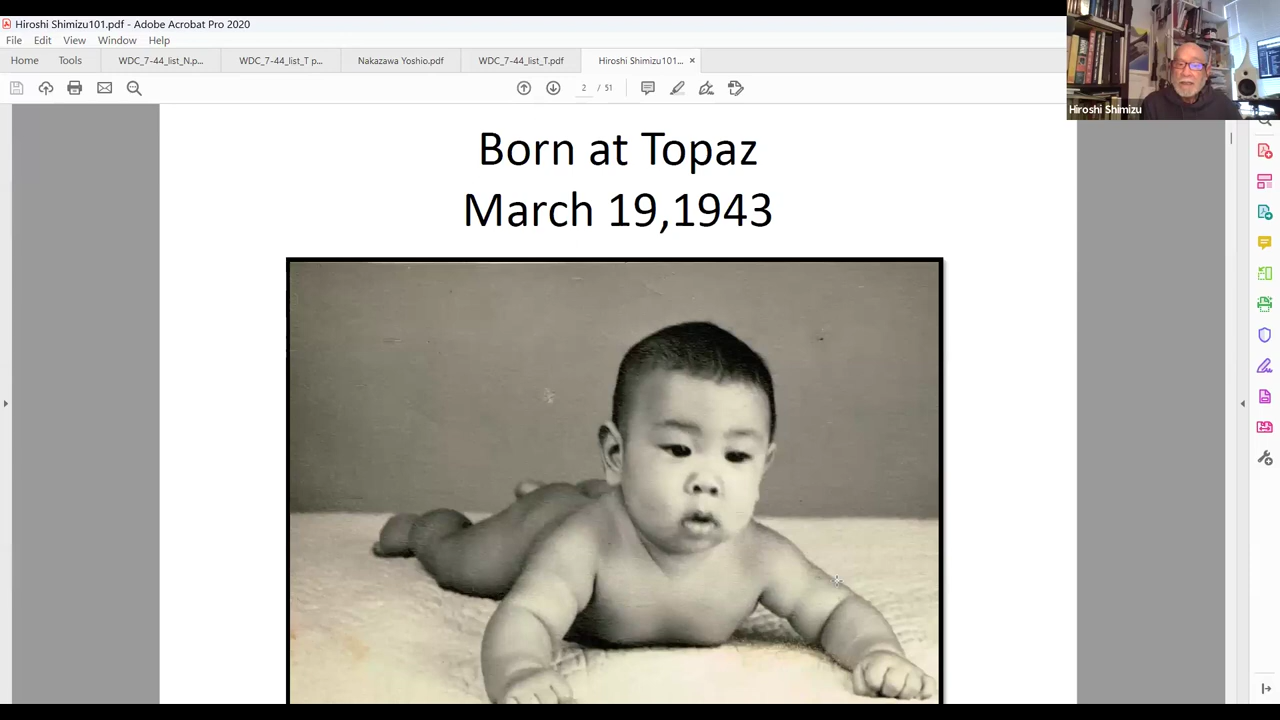 Hiroshi Shimizu101.pdf - Adobe Acrobat Pro 2020
File Edit View Window Help
Home Tools WDC_7-44_list_N.p... WDC_7-44_list_T p... Nakazawa Yoshio.pdf WDC_7-44_list_T.pdf Hiroshi Shimizu101... ×
2 / 51
Hiroshi Shimizu
Born at Topaz
March 19,1943